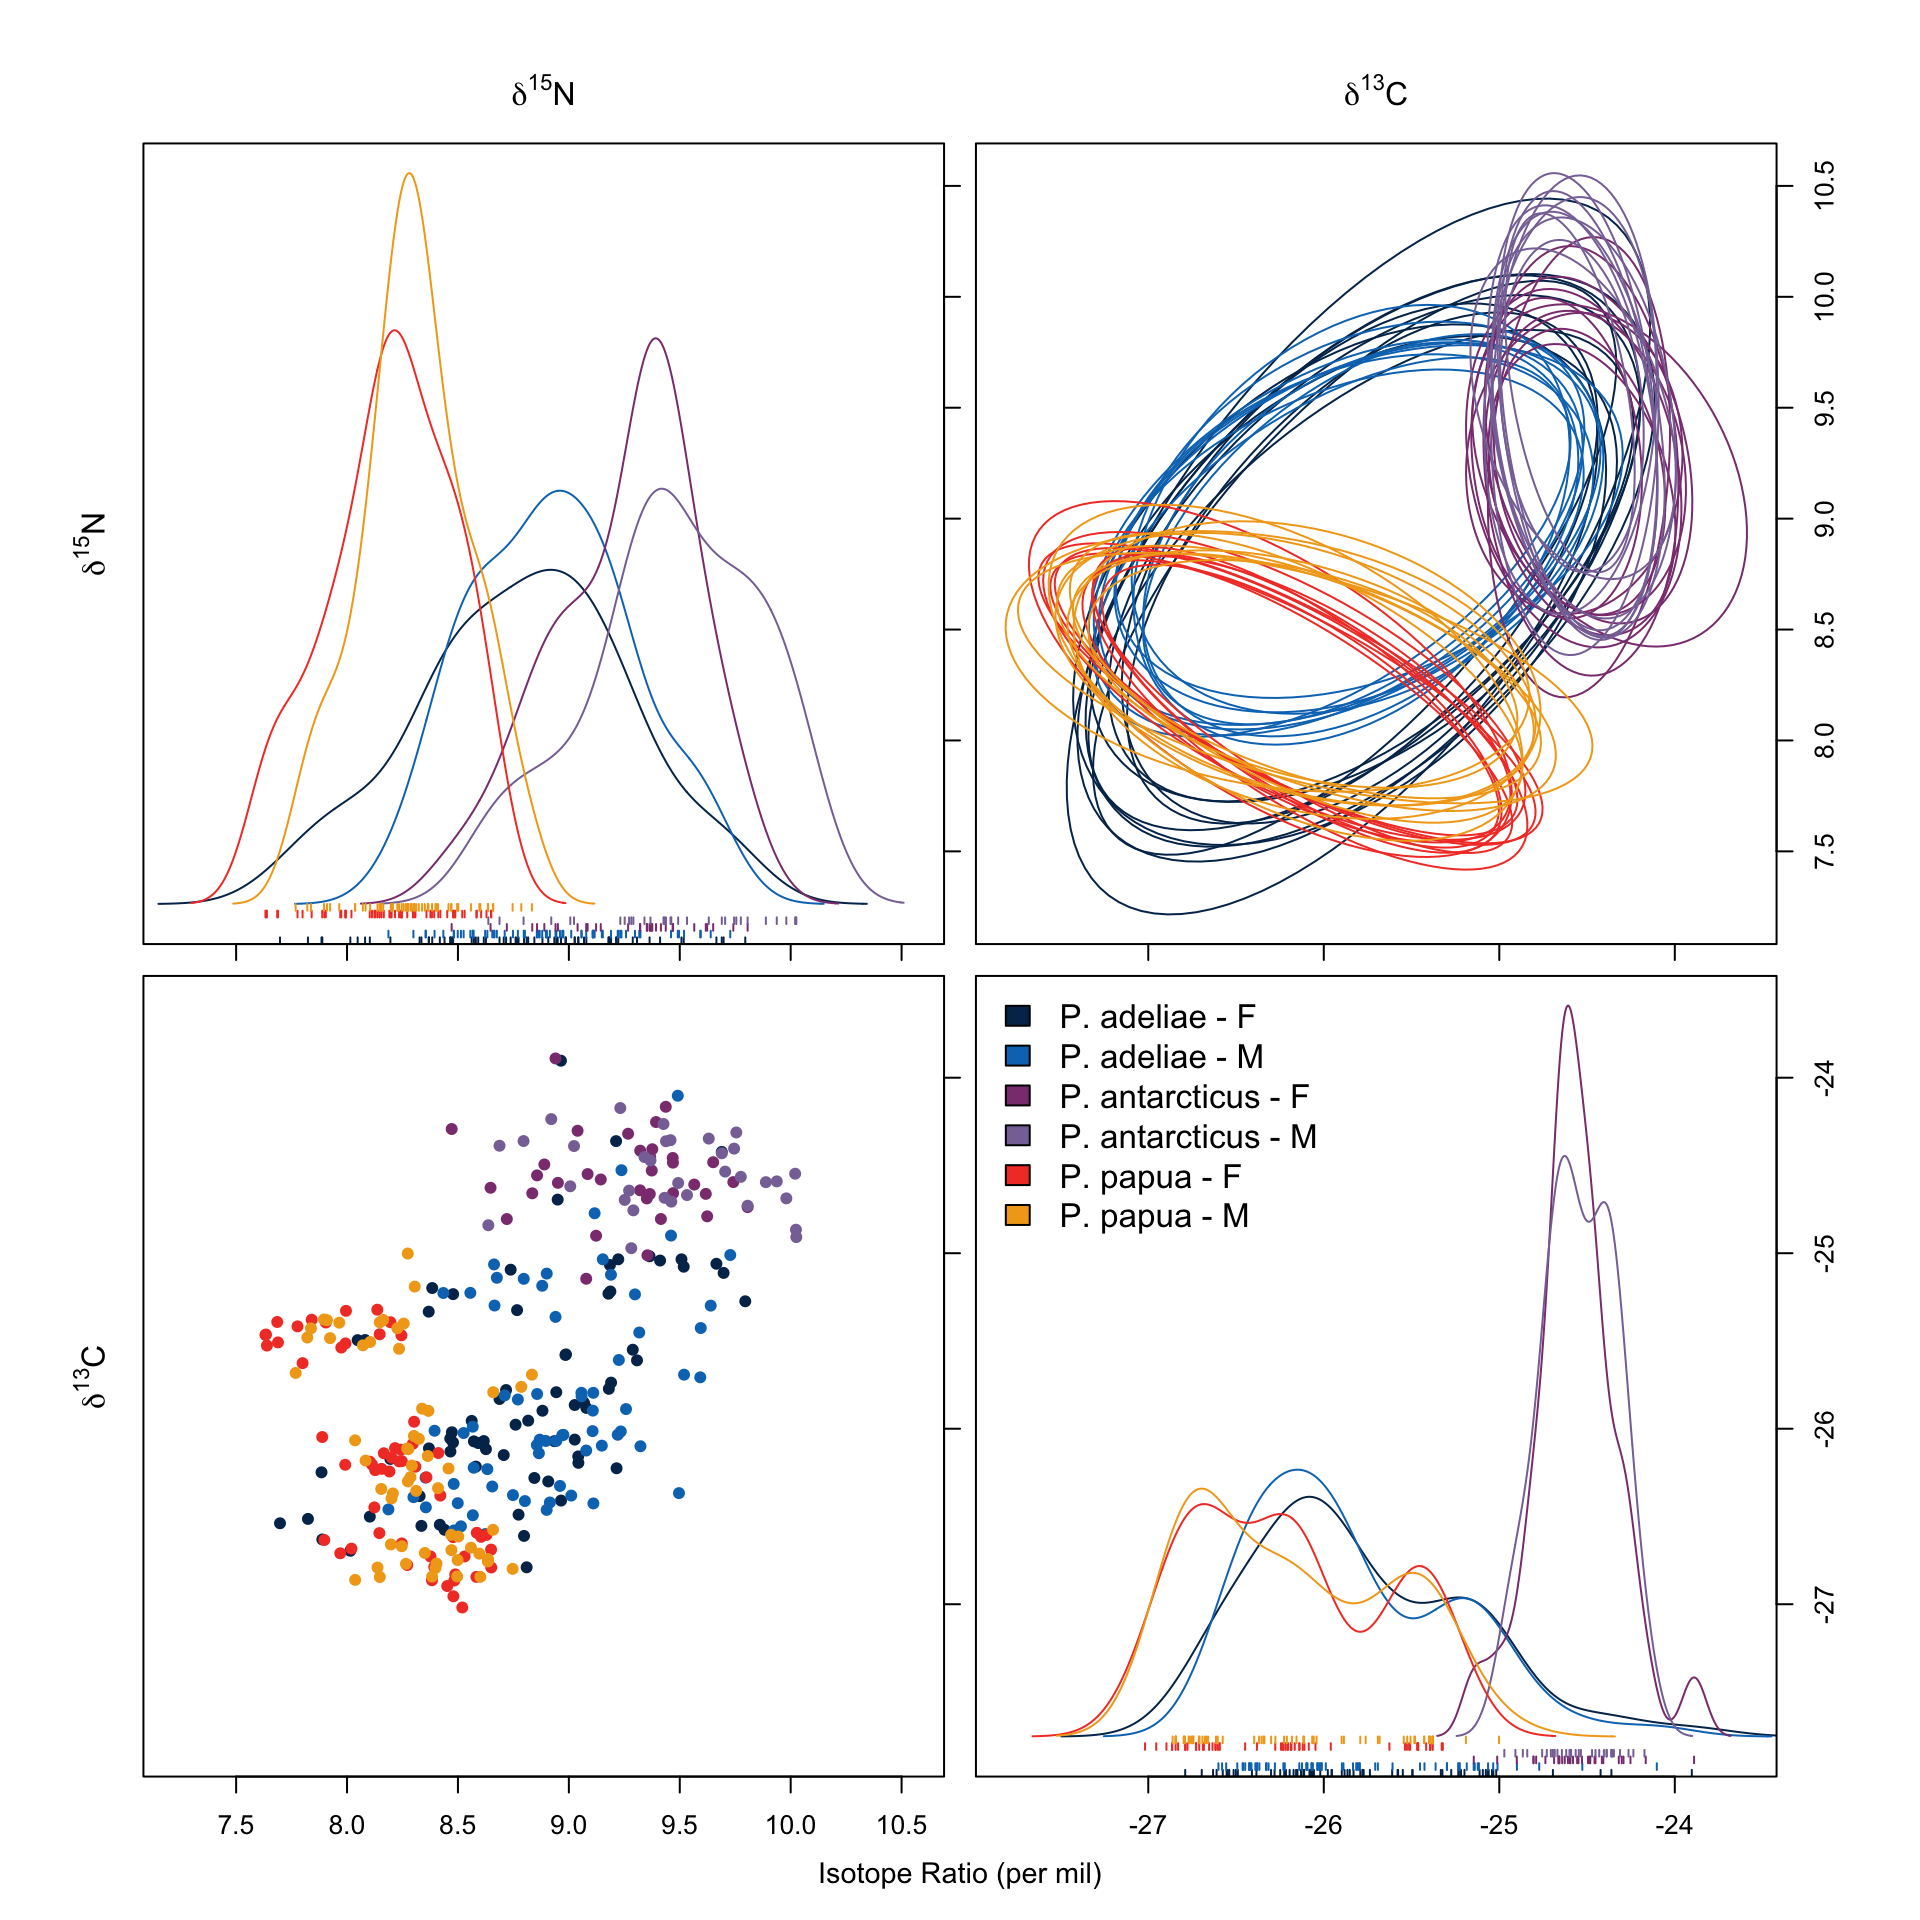 δ15N
δ13C
δ15N
10.5
10.0
9.5
9.0
8.5
8.0
7.5
P. adeliae - F
P. adeliae - M
P. antarcticus - F
P. antarcticus - M
P. papua - F
P. papua - M
δ13C
-24
-25
-26
-27
7.5 8.0 8.5 9.0 9.5 10.0 10.5
-27 -26 -25 -24
Isotope Ratio (per mil)